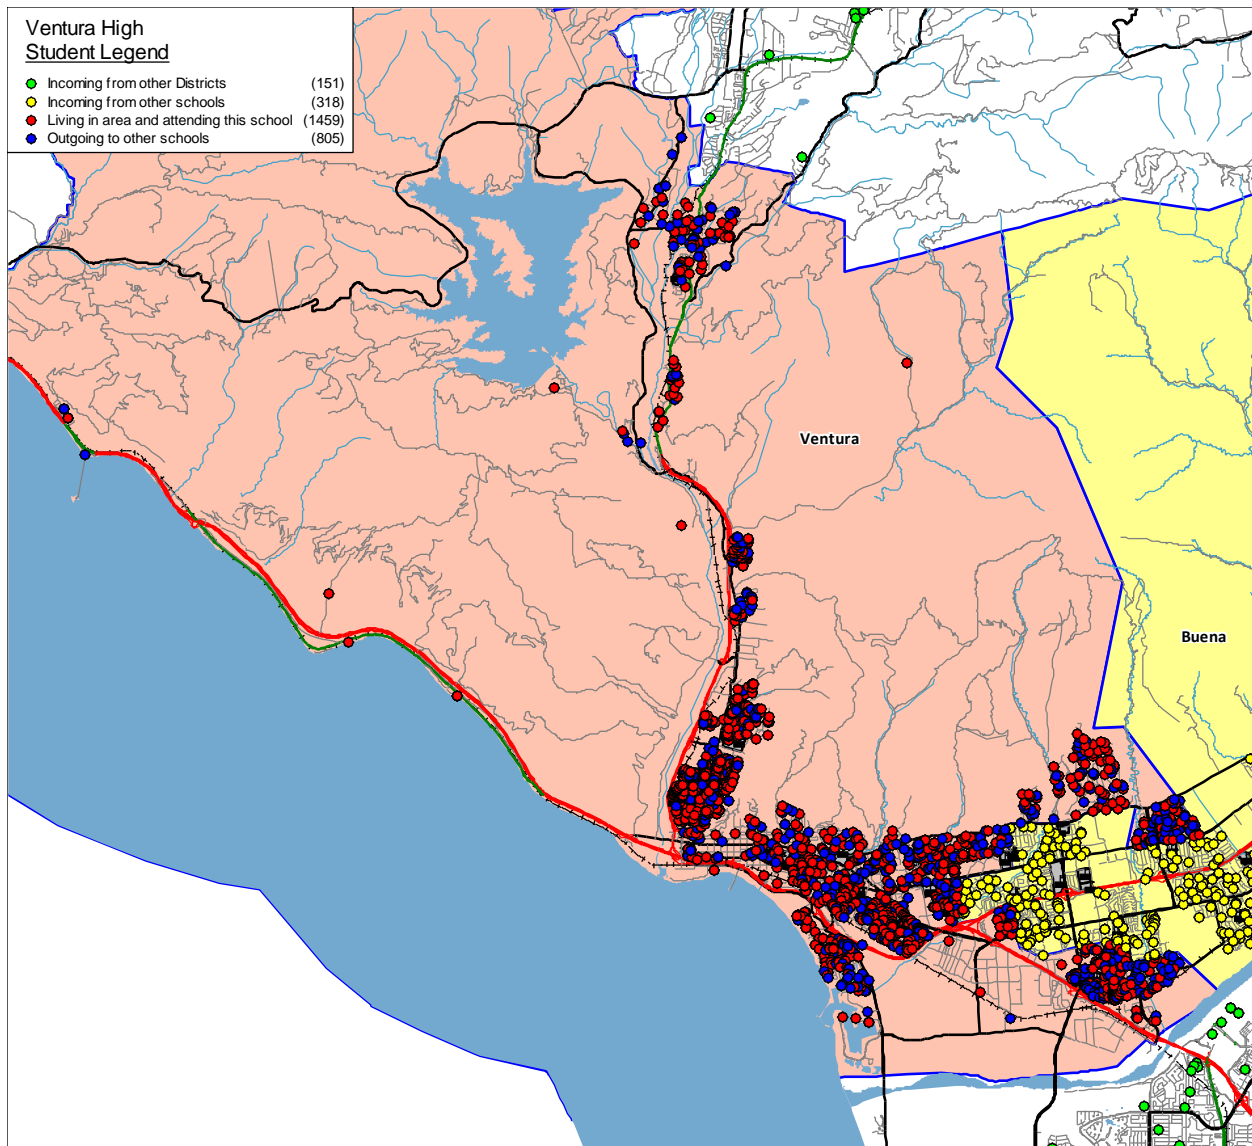 Ventura High
Student Legend
Incoming from other Districts (151)
Incoming from other schools (318)
Living in area and attending this school (1459)
Outgoing to other schools (805)
Ventura
Buena